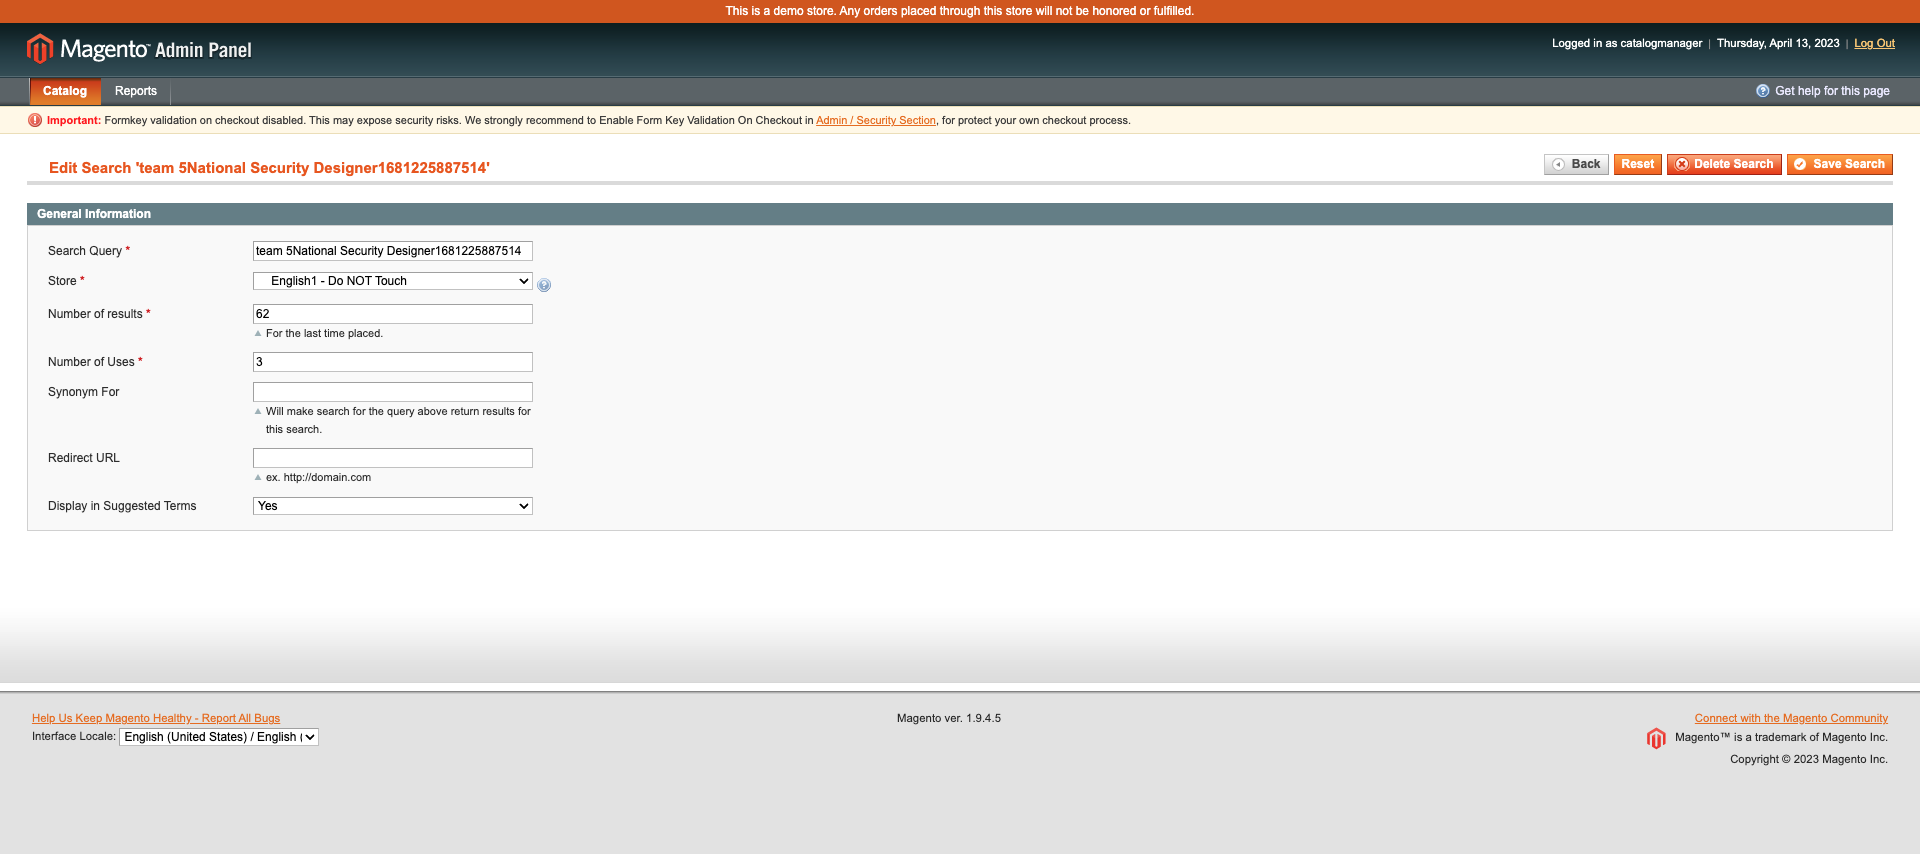 This is a demo store. Any orders placed through this store will not be honored or fulfilled.
Magento™ Admin Panel
Logged in as catalogmanager | Thursday, April 13, 2023 | Log Out
Catalog Reports
Get help for this page
Important: Formkey validation on checkout disabled. This may expose security risks. We strongly recommend to Enable Form Key Validation On Checkout in Admin / Security Section, for protect your own checkout process.
Edit Search 'team 5National Security Designer1681225887514'
Back Reset Delete Search Save Search
General Information
Search Query * team 5National Security Designer1681225887514
Store * English1 - Do NOT Touch
Number of results * 62
For the last time placed.
Number of Uses * 3
Synonym For
Will make search for the query above return results for
this search.
Redirect URL
ex. http://domain.com
Display in Suggested Terms Yes
Help Us Keep Magento Healthy - Report All Bugs
Interface Locale: English (United States) / English (
Magento ver. 1.9.4.5
Connect with the Magento Community
Magento™ is a trademark of Magento Inc.
Copyright © 2023 Magento Inc.